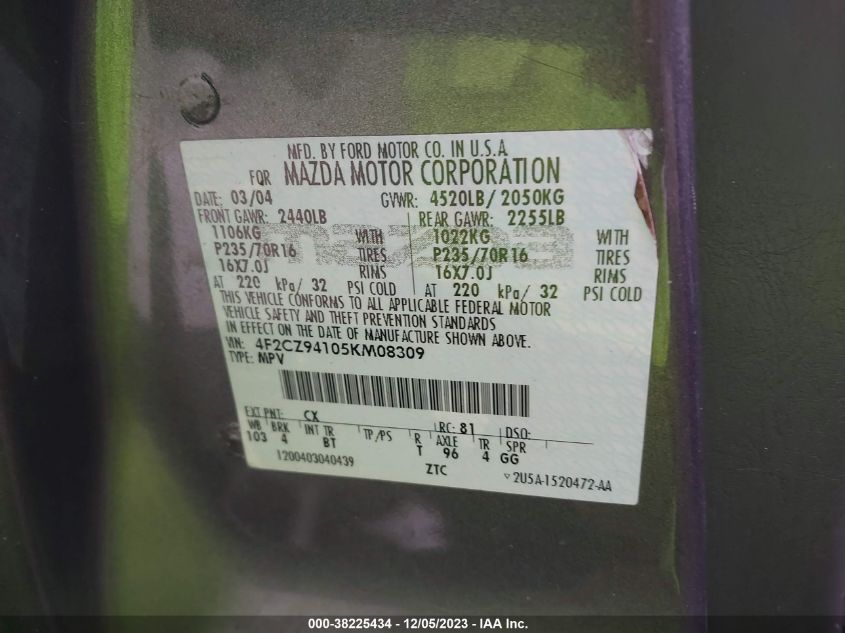 MFD. BY FORD MOTOR CO. IN U.S.A
FOR MAZDA MOTOR CORPORATION
DATE: 03/04 GVWR: 4520LB/ 2050KG
FRONT GAWR: 2440LB REAR GAWR: 2255LB
1106KG WITH 1022KG WITH
P235/70R16 TIRES P235/70R16 TIRES
16X7.0J RIMS 16X7.0J RIMS
AT 220 kPa/ 32 PSI COLD AT 220 kPa/ 32 PSI COLD
THIS VEHICLE CONFORMS TO ALL APPLICABLE FEDERAL MOTOR
VEHICLE SAFETY AND THEFT PREVENTION STANDARDS
IN EFFECT ON THE DATE OF MANUFACTURE SHOWN ABOVE.
VIN: 4F2CZ94105KM08309
TYPE: MPV
EXT PNT: CX RC: 81 DSO:
WB BRK INT TR TP/PS R AXLE TR SPR
103 4 BT T 96 4 GG
1200403040439 ZTC 2U5A-1520472-AA
000-38225434 - 12/05/2023 - IAA Inc.